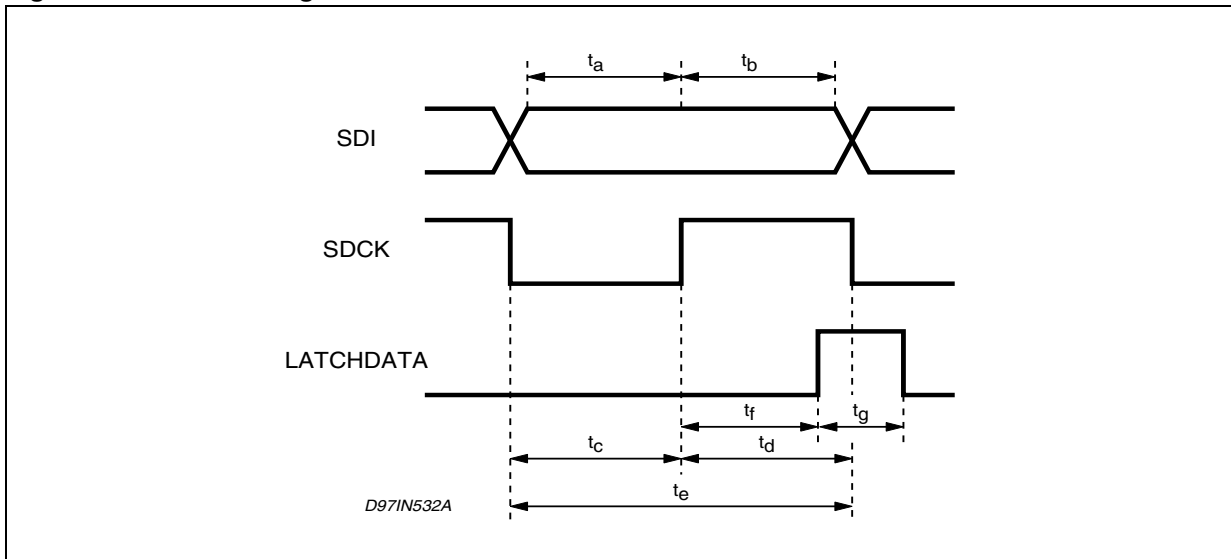 ta tb
SDI
SDCK
LATCHDATA
tf tg
tc td
te
D97IN532A